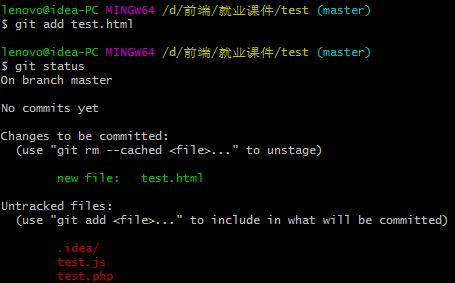 lenovo@idea-PC MINGW64 /d/前端/就业课件/test (master)
$ git add test.html
lenovo@idea-PC MINGW64 /d/前端/就业课件/test (master)
$ git status
On branch master
No commits yet
Changes to be committed:
(use "git rm --cached <file>..." to unstage)
new file:   test.html
Untracked files:
(use "git add <file>..." to include in what will be committed)
.idea/
test.js
test.php